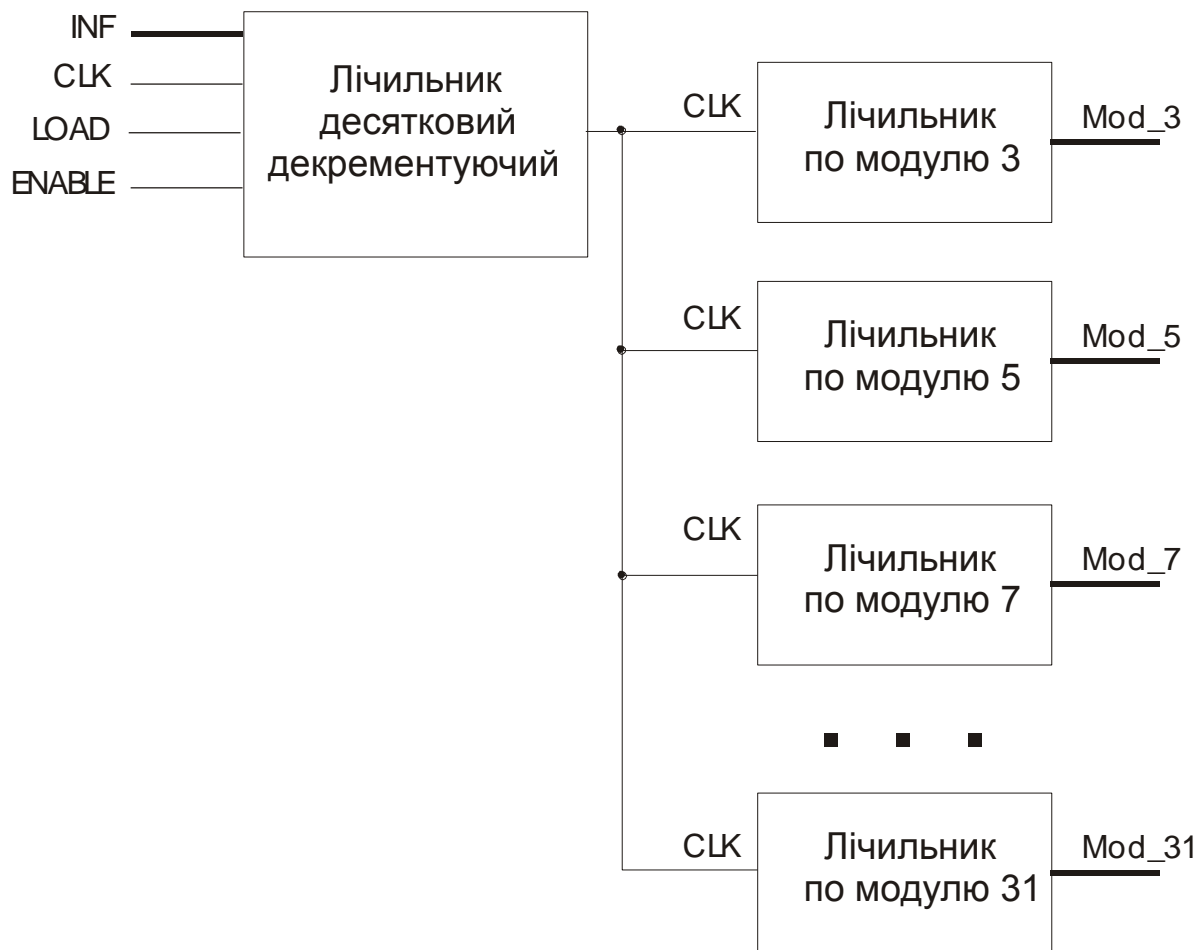 INF
CLK
LOAD
ENABLE
Лічильник
десятковий
декрементуючий
CLK
Лічильник
по модулю 3
Mod_3
CLK
Лічильник
по модулю 5
Mod_5
CLK
Лічильник
по модулю 7
Mod_7
CLK
Лічильник
по модулю 31
Mod_31